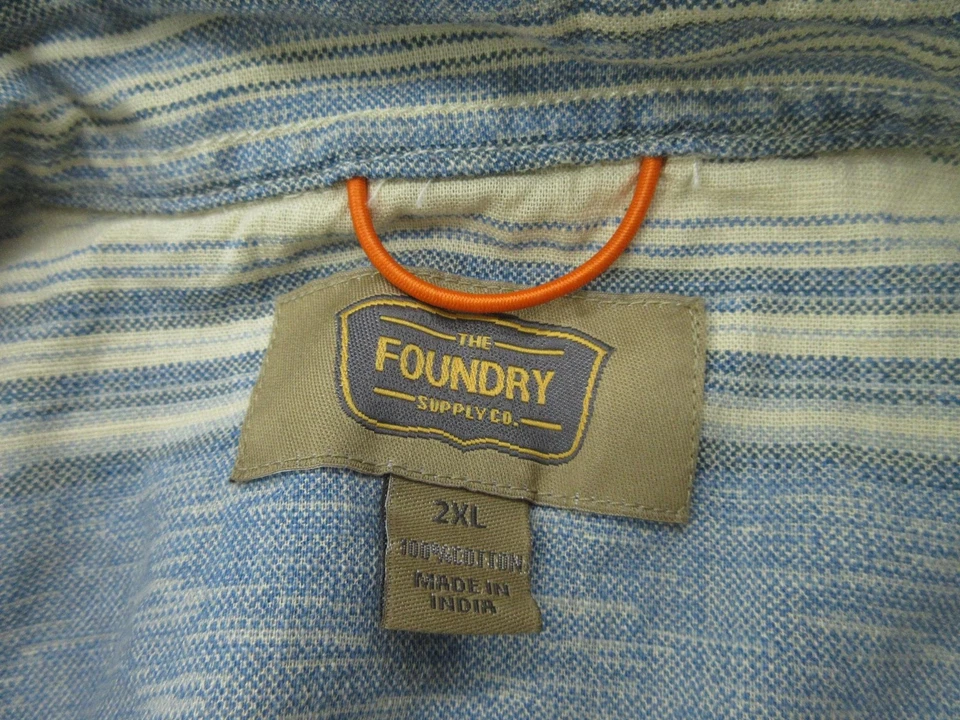 THE
FOUNDRY
SUPPLY CO.
2XL
100% COTTON
MADE IN
INDIA